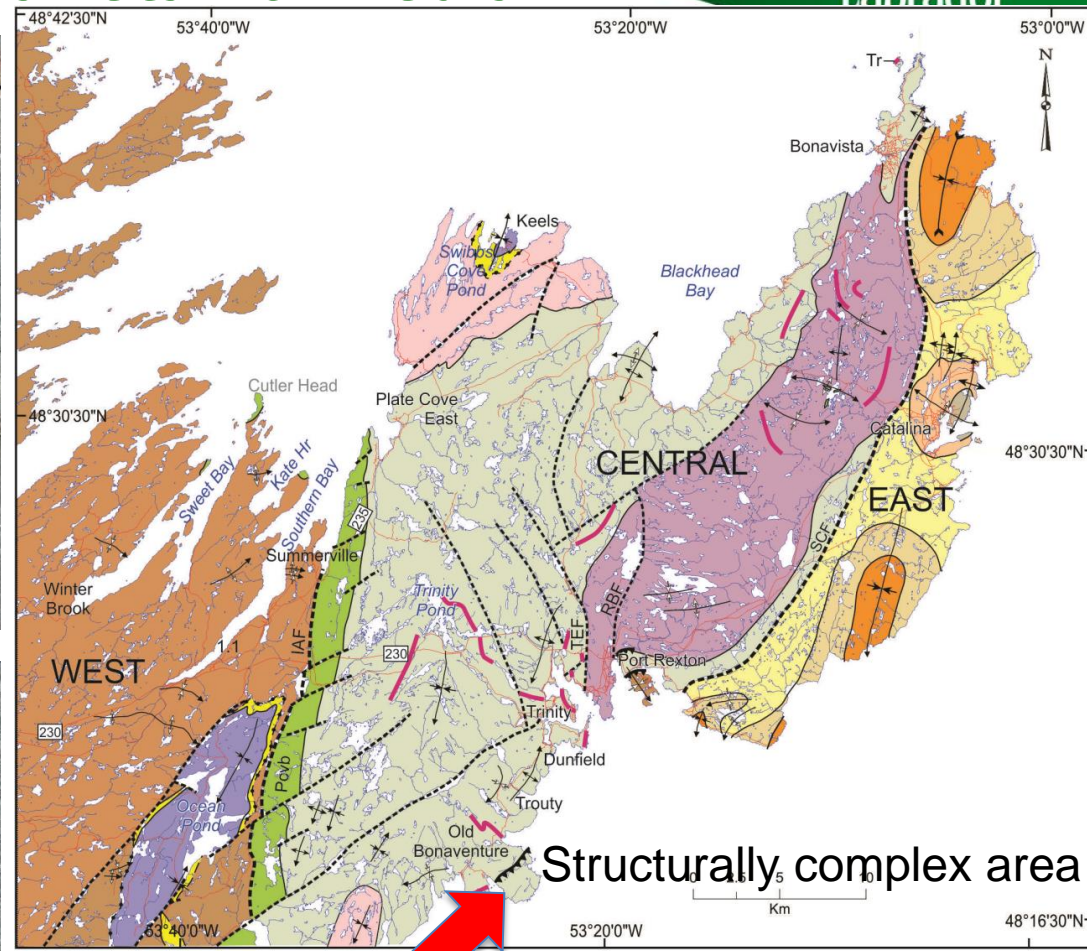 48°42'30"N
53°40'0"W
53°20'0"W
53°0'0"W
N
Tr
Bonavista
Keels
Swibbs
Cove
Pond
Blackhead
Bay
Cutler Head
Plate Cove
East
48°30'30"N
Catalina
48°30'30"N
Sweet Bay
Kate Hr
Southern Bay
235
CENTRAL
EAST
Summerville
SCF
Winter
Brook
Trinity
Pond
RBF
TEF
IAF
1.1
230
Port Rexton
WEST
Trinity
230
Dunfield
Povb
Ocean
Pond
Trouty
Old
Bonaventure
Structurally complex area
0 2.5 5 10
Km
53°40'0"W
53°20'0"W
48°16'30"N